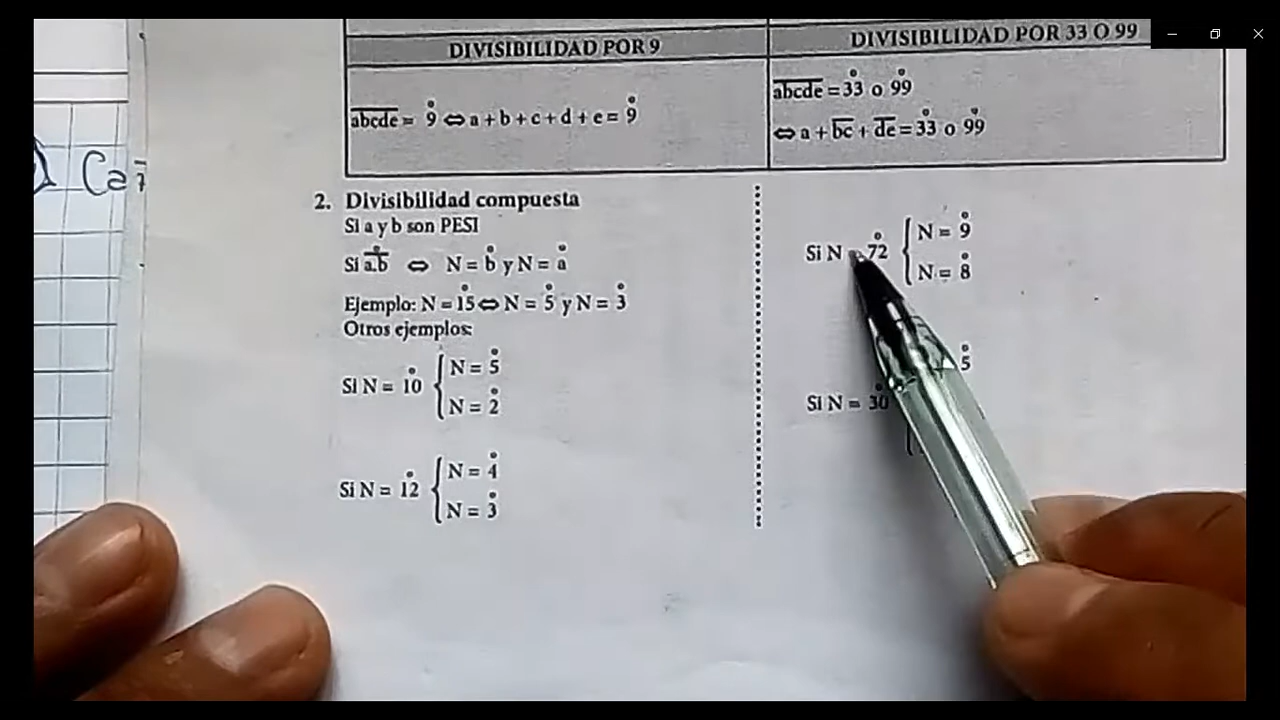 DIVISIBILIDAD POR 9
DIVISIBILIDAD POR 33 O 99
abcde = 9 ⇔ a + b + c + d + e = 9
abcde = 33 o 99
⇔ a + bc + de = 33 o 99
2. Divisibilidad compuesta
Si a y b son PESI
Si a.b ⇔ N = b y N = a
Ejemplo: N = 15 ⇔ N = 5 y N = 3
Otros ejemplos:
Si N = 10 { N = 5
N = 2
Si N = 12 { N = 4
N = 3
Si N = 72 { N = 9
N = 8
5
Si N = 30